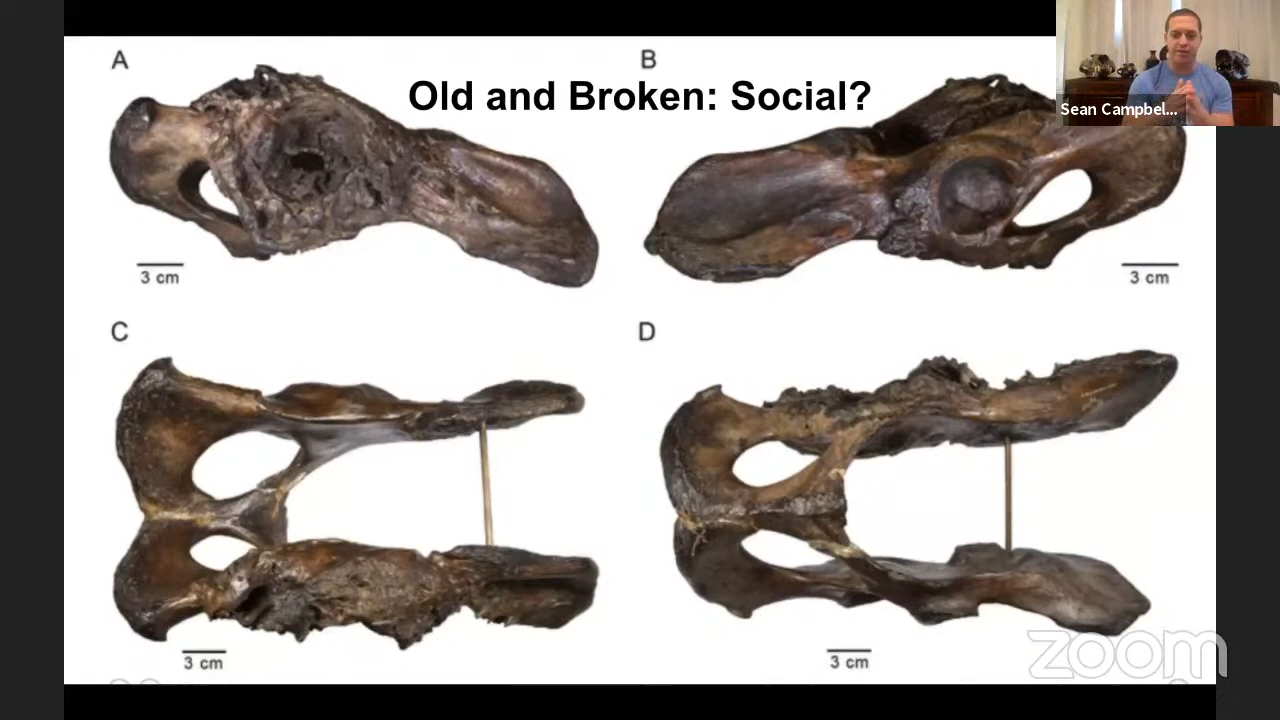 A
B
Old and Broken: Social?
Sean Campbel...
3 cm
3 cm
C
D
3 cm
3 cm
zoom